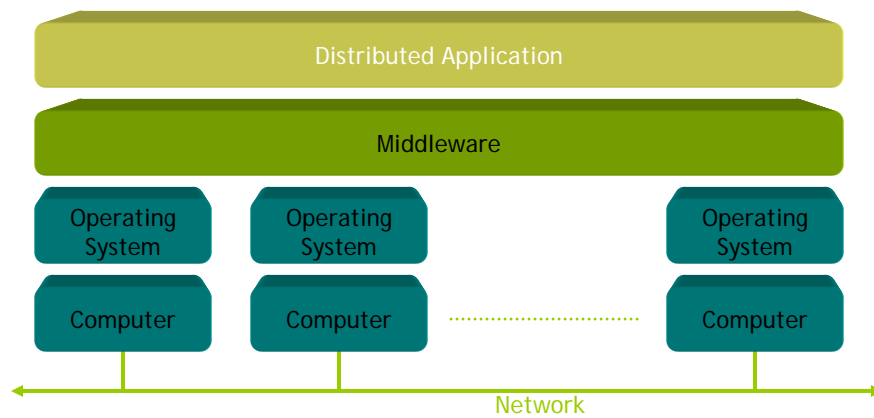 Distributed Application
Middleware
Operating
System
Operating
System
Operating
System
Computer
Computer
Computer
Network